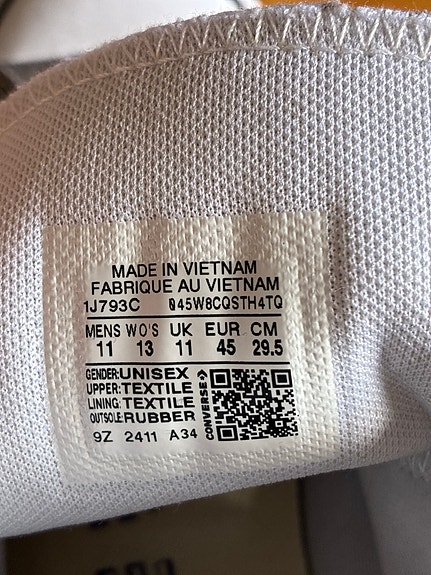 MADE IN VIETNAM
FABRIQUE AU VIETNAM
1J793C 045W8CQSTH4TQ
MENS WO'S UK EUR CM
11 13 11 45 29.5
GENDER:UNISEX
UPPER:TEXTILE
LINING:TEXTILE
OUTSOLE:RUBBER
9Z 2411 A34
CONVERSE